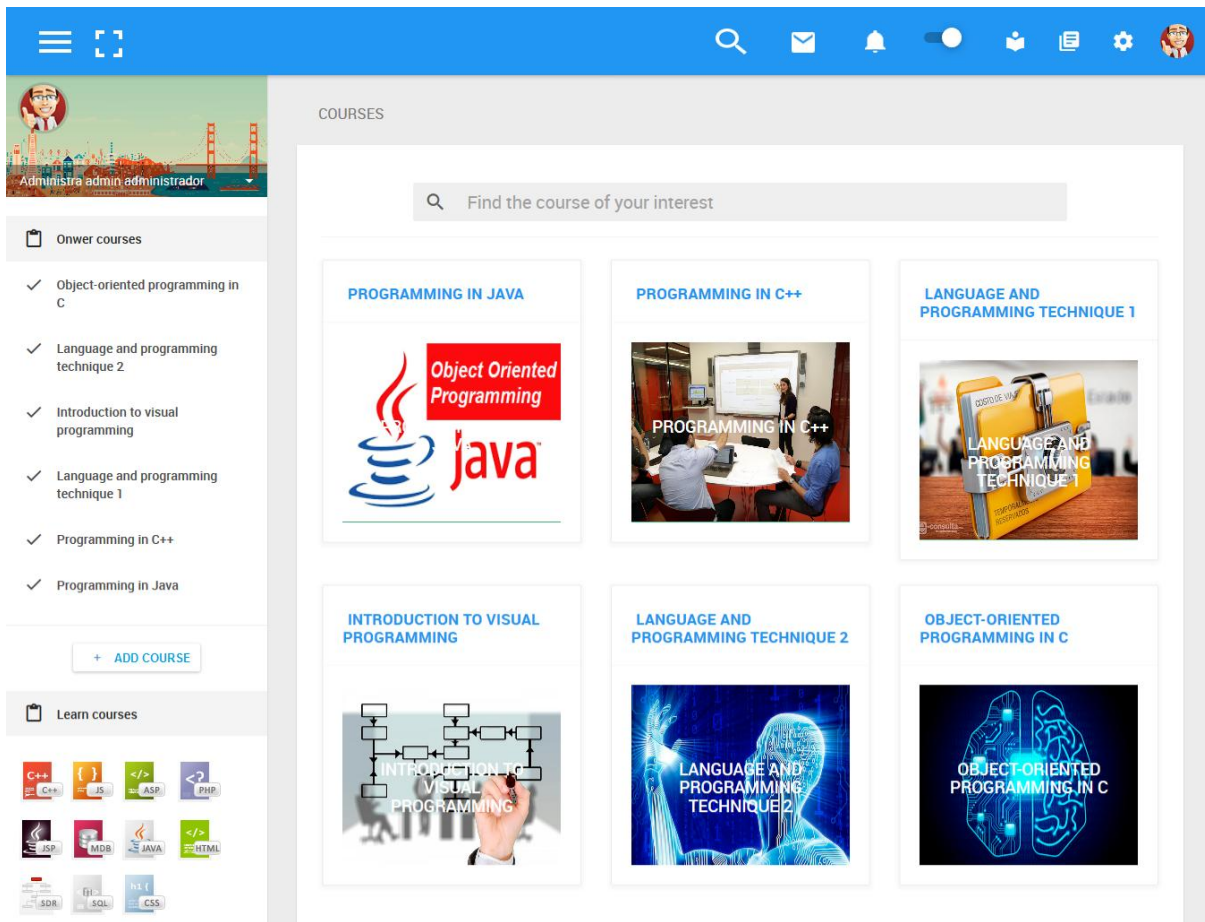 COURSES
Administra admin administrador
Find the course of your interest
Onwer courses
Object-oriented programming in
C
Language and programming
technique 2
Introduction to visual
programming
Language and programming
technique 1
Programming in C++
Programming in Java
+ ADD COURSE
Learn courses
C++
C++
{ }
JS
</>
ASP
<?
PHP
JSP
MDB
JAVA
</>
HTML
SDR
SQL
h1 {
CSS
PROGRAMMING IN JAVA
Object Oriented
Programming
Java
PROGRAMMING IN C++
PROGRAMMING IN C++
LANGUAGE AND
PROGRAMMING TECHNIQUE 1
COSTO DE
LANGUAGE AND
PROGRAMMING
TECHNIQUE 1
RESERVADOS
-consulta
INTRODUCTION TO VISUAL
PROGRAMMING
INTRODUCTION TO
VISUAL
PROGRAMMING
LANGUAGE AND
PROGRAMMING TECHNIQUE 2
LANGUAGE AND
PROGRAMMING
TECHNIQUE 2
OBJECT-ORIENTED
PROGRAMMING IN C
OBJECT-ORIENTED
PROGRAMMING IN C